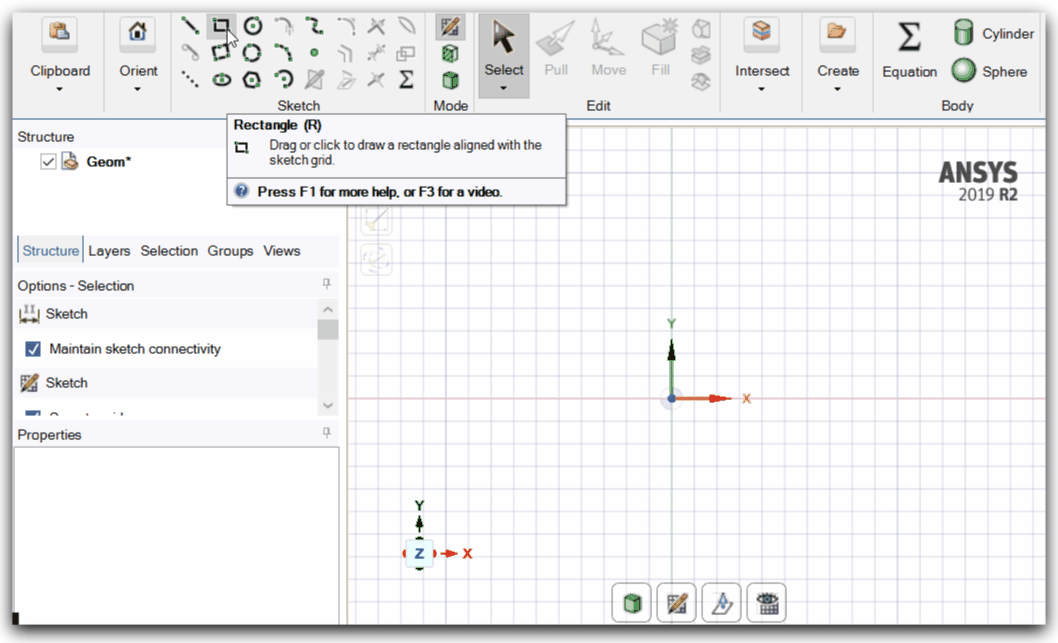 Clipboard
Orient
Sketch
Mode
Select
Pull
Move
Fill
Edit
Intersect
Create
Equation
Cylinder
Sphere
Body
Structure
Geom*
Rectangle (R)
Drag or click to draw a rectangle aligned with the
sketch grid.
Press F1 for more help, or F3 for a video.
ANSYS
2019 R2
Structure Layers Selection Groups Views
Options - Selection
Sketch
Maintain sketch connectivity
Sketch
Properties
Y
X
Y
Z
X